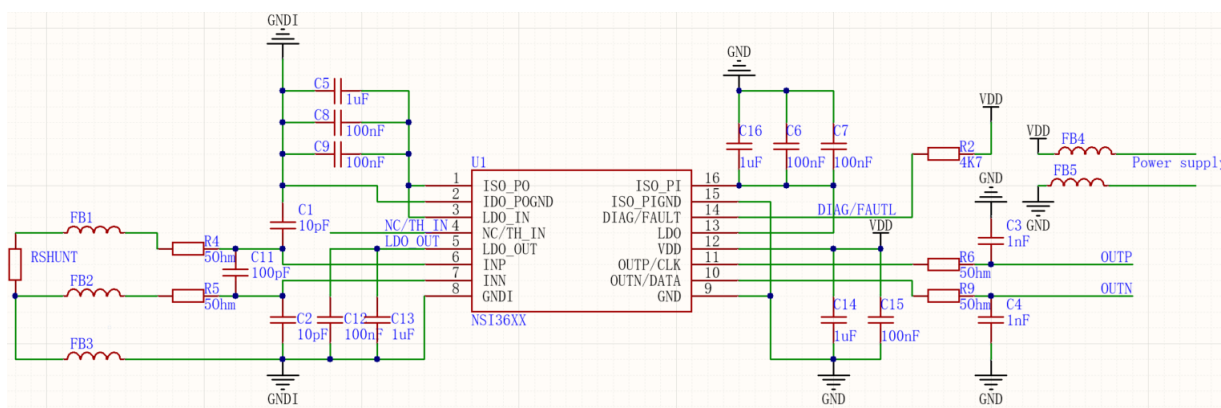 GNDI
C5
1uF
C8
100nF
C9
100nF
C1
10pF
FB1
R4
50hm
RSHUNT
C11
100pF
FB2
R5
50hm
FB3
C2
10pF
C12
100nF
C13
1uF
GNDI
NC/TH_IN
LDO OUT
U1
1 ISO_PO
2 IDO_POGND
3 LDO_IN
4 NC/TH_IN
5 LDO_OUT
6 INP
7 INN
8 GNDI
NSI36XX
ISO_PI 16
ISO_PIGND 15
DIAG/FAULT 14
LDO 13
VDD 12
OUTP/CLK 11
OUTN/DATA 10
GND 9
GND
C16
1uF
C6
100nF
C7
100nF
DIAG/FAUTL
VDD
R2
4K7
VDD
FB4
Power supply
FB5
GND
GND
C3
1nF
VDD
R6
50hm
OUTP
R9
50hm
OUTN
C4
1nF
C14
1uF
C15
100nF
GND
GND